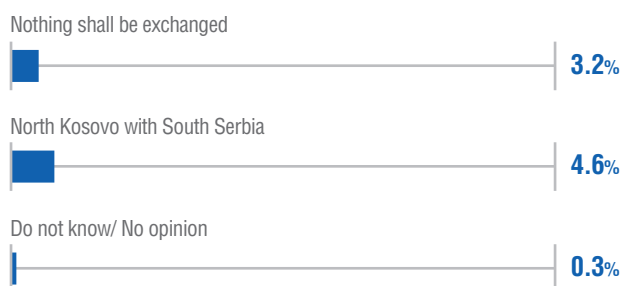 Nothing shall be exchanged
3.2%
North Kosovo with South Serbia
4.6%
Do not know/ No opinion
0.3%